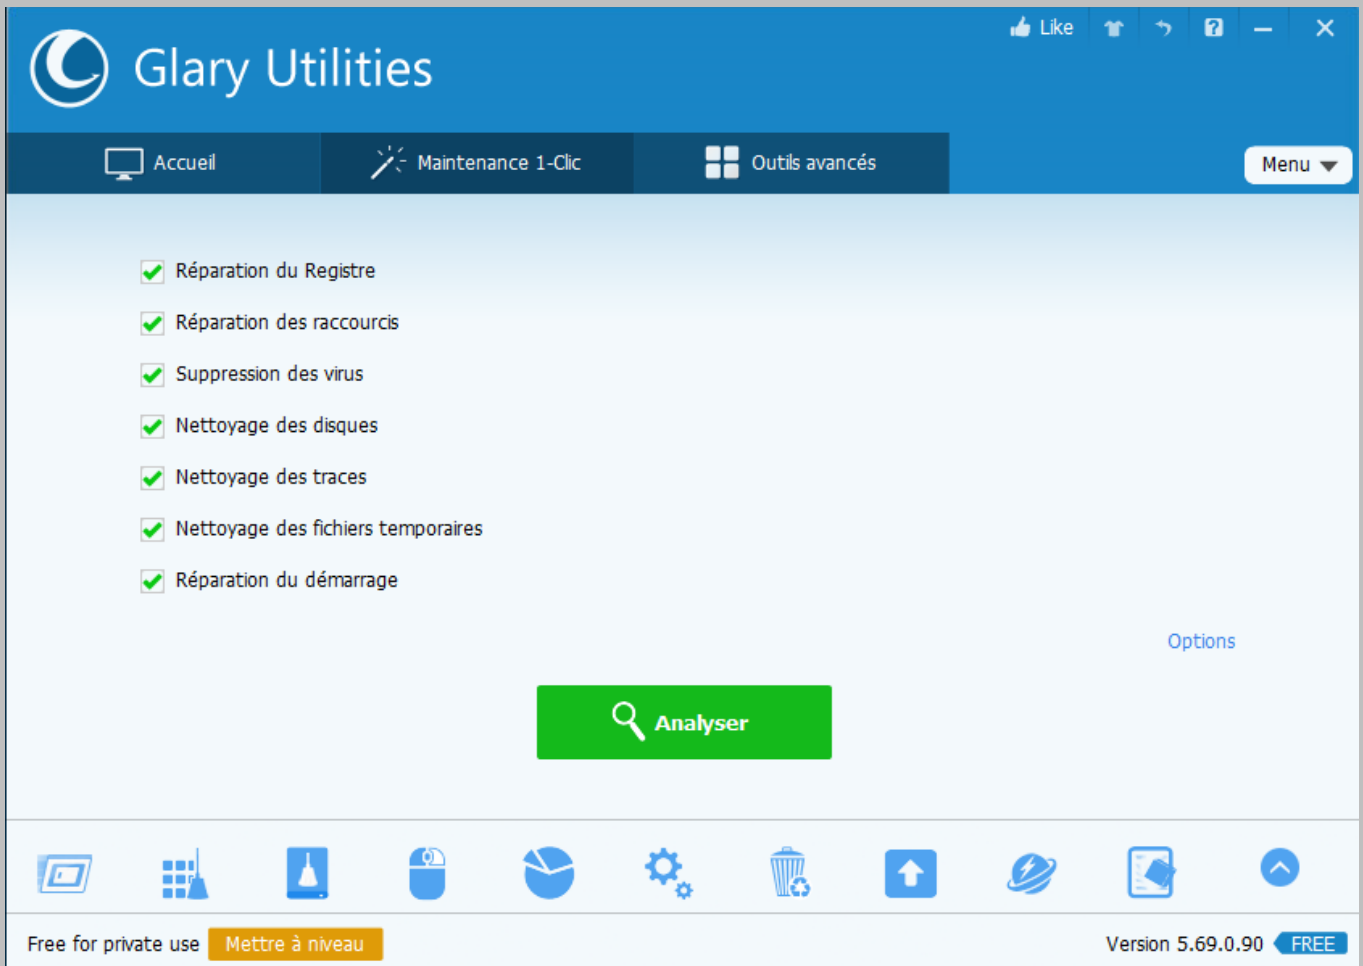 Like
Glary Utilities
Accueil
Maintenance 1-Clic
Outils avancés
Menu
Réparation du Registre
Réparation des raccourcis
Suppression des virus
Nettoyage des disques
Nettoyage des traces
Nettoyage des fichiers temporaires
Réparation du démarrage
Options
Analyser
Free for private use
Mettre à niveau
Version 5.69.0.90
FREE